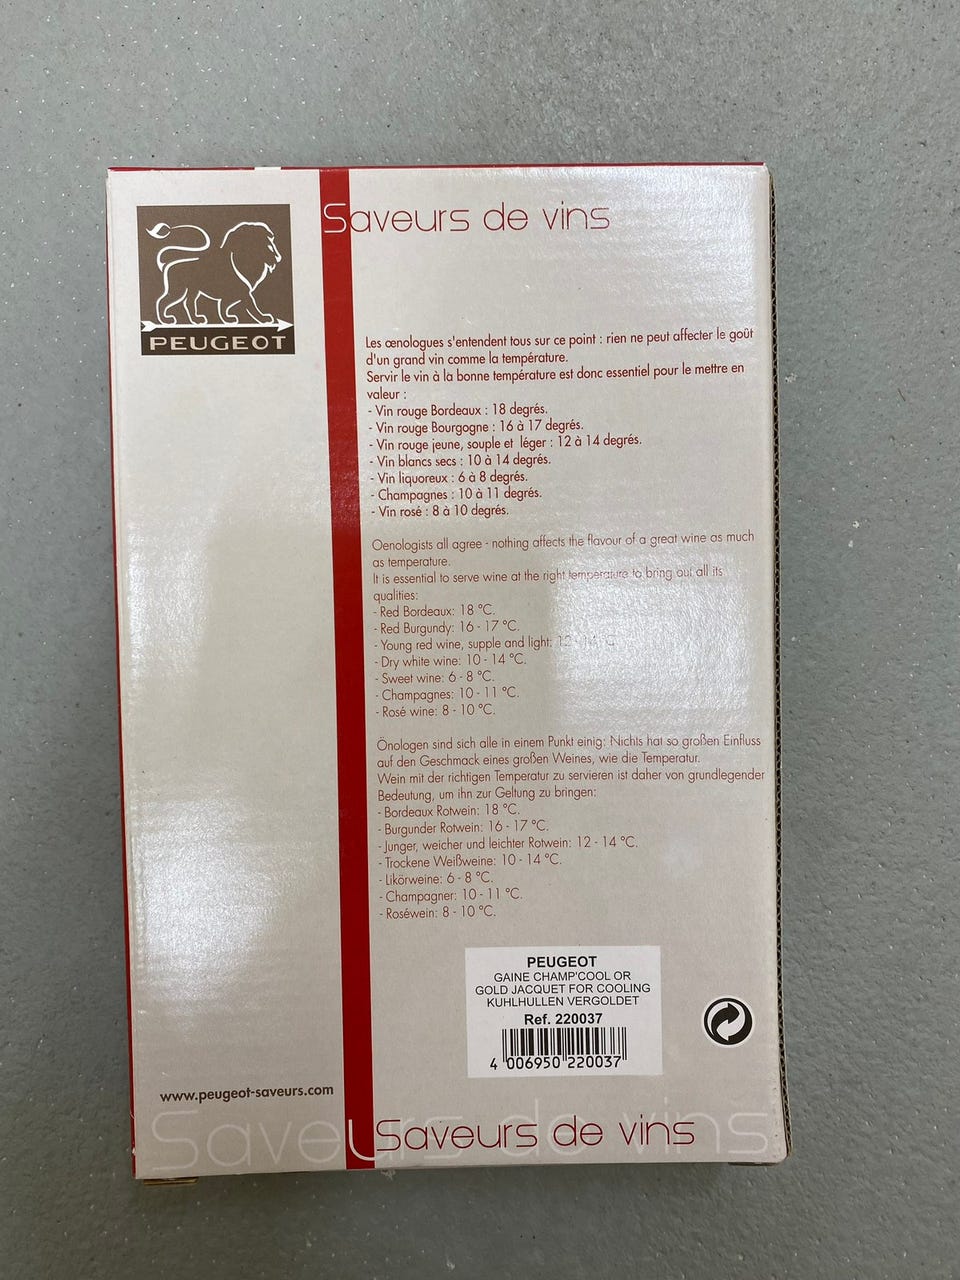 PEUGEOT
Saveurs de vins
Les œnologues s'entendent tous sur ce point : rien ne peut affecter le goût
d'un grand vin comme la température.
Servir le vin à la bonne température est donc essentiel pour le mettre en
valeur :
- Vin rouge Bordeaux : 18 degrés.
- Vin rouge Bourgogne : 16 à 17 degrés.
- Vin rouge jeune, souple et léger : 12 à 14 degrés.
- Vin blancs secs : 10 à 14 degrés.
- Vin liquoreux : 6 à 8 degrés.
- Champagnes : 10 à 11 degrés.
- Vin rosé : 8 à 10 degrés.
Oenologists all agree - nothing affects the flavour of a great wine as much
as temperature.
It is essential to serve wine at the right temperature to bring out all its
qualities:
- Red Bordeaux: 18 °C.
- Red Burgundy: 16 - 17 °C.
- Young red wine, supple and light: 12 - 14 °C.
- Dry white wine: 10 - 14 °C.
- Sweet wine: 6 - 8 °C.
- Champagnes: 10 - 11 °C.
- Rosé wine: 8 - 10 °C.
Önologen sind sich alle in einem Punkt einig: Nichts hat so großen Einfluss
auf den Geschmack eines großen Weines, wie die Temperatur.
Wein mit der richtigen Temperatur zu servieren ist daher von grundlegender
Bedeutung, um ihn zur Geltung zu bringen:
- Bordeaux Rotwein: 18 °C.
- Burgunder Rotwein: 16 - 17 °C.
- Junger, weicher und leichter Rotwein: 12 - 14 °C.
- Trockene Weißweine: 10 - 14 °C.
- Likörweine: 6 - 8 °C.
- Champagner: 10 - 11 °C.
- Roséwein: 8 - 10 °C.
PEUGEOT
GAINE CHAMP'COOL OR
GOLD JACQUET FOR COOLING
KUHLHULLEN VERGOLDET
Ref. 220037
4 006950 220037
www.peugeot-saveurs.com
Saveurs de vins
Saveurs de vins